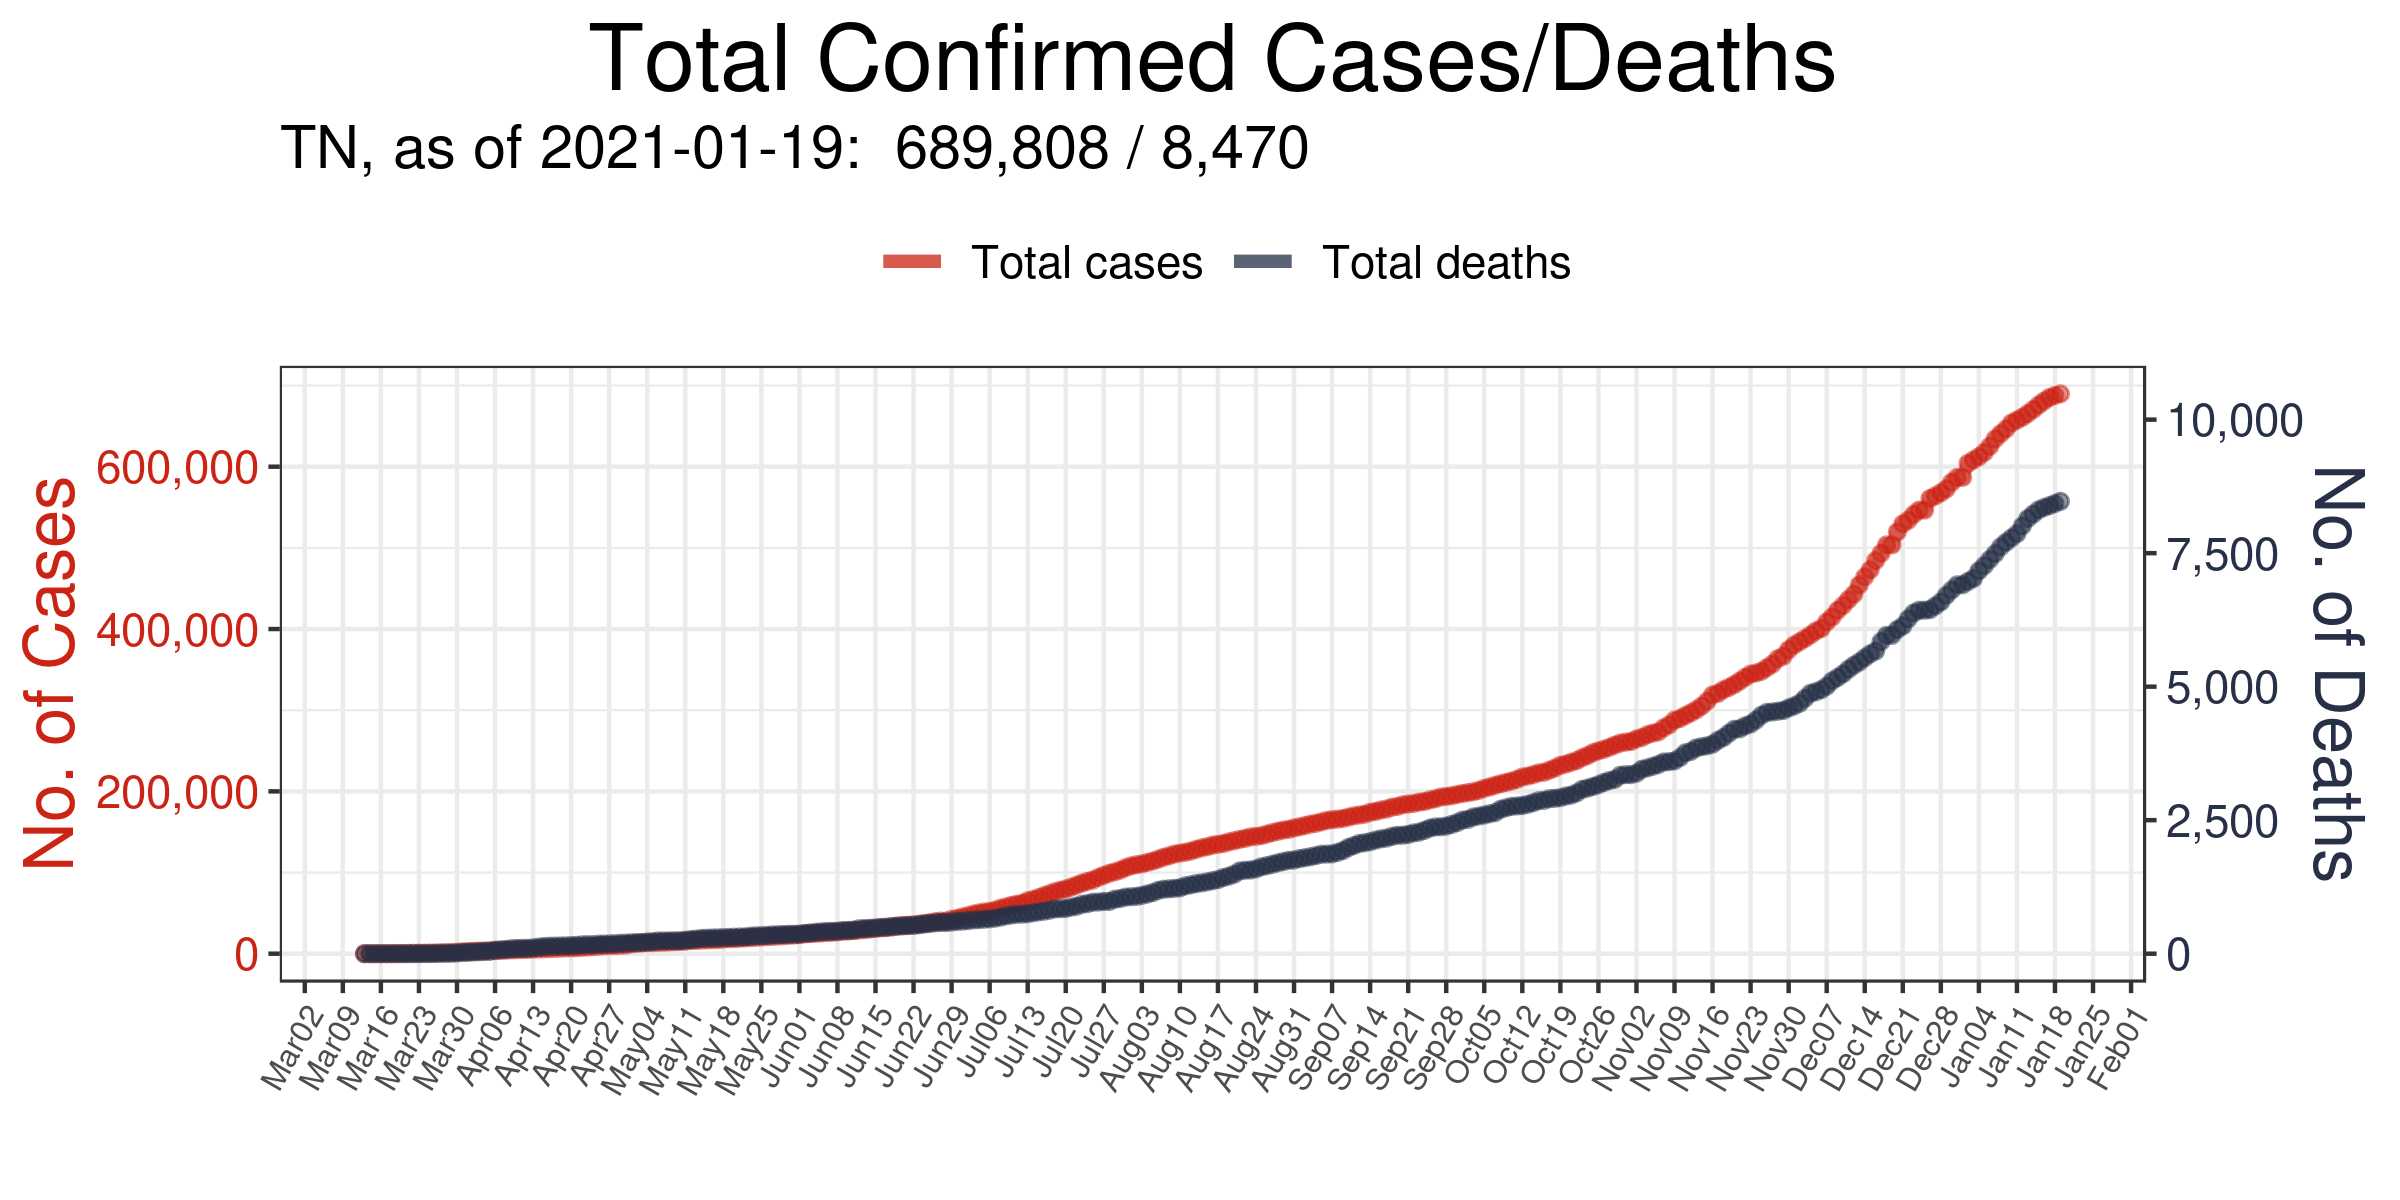 Total Confirmed Cases/Deaths
TN, as of 2021-01-19:  689,808 / 8,470
Total cases
Total deaths
No. of Cases
600,000
400,000
200,000
0
10,000
7,500
5,000
2,500
0
No. of Deaths
Mar02
Mar09
Mar16
Mar23
Mar30
Apr06
Apr13
Apr20
Apr27
May04
May11
May18
May25
Jun01
Jun08
Jun15
Jun22
Jun29
Jul06
Jul13
Jul20
Jul27
Aug03
Aug10
Aug17
Aug24
Aug31
Sep07
Sep14
Sep21
Sep28
Oct05
Oct12
Oct19
Oct26
Nov02
Nov09
Nov16
Nov23
Nov30
Dec07
Dec14
Dec21
Dec28
Jan04
Jan11
Jan18
Jan25
Feb01